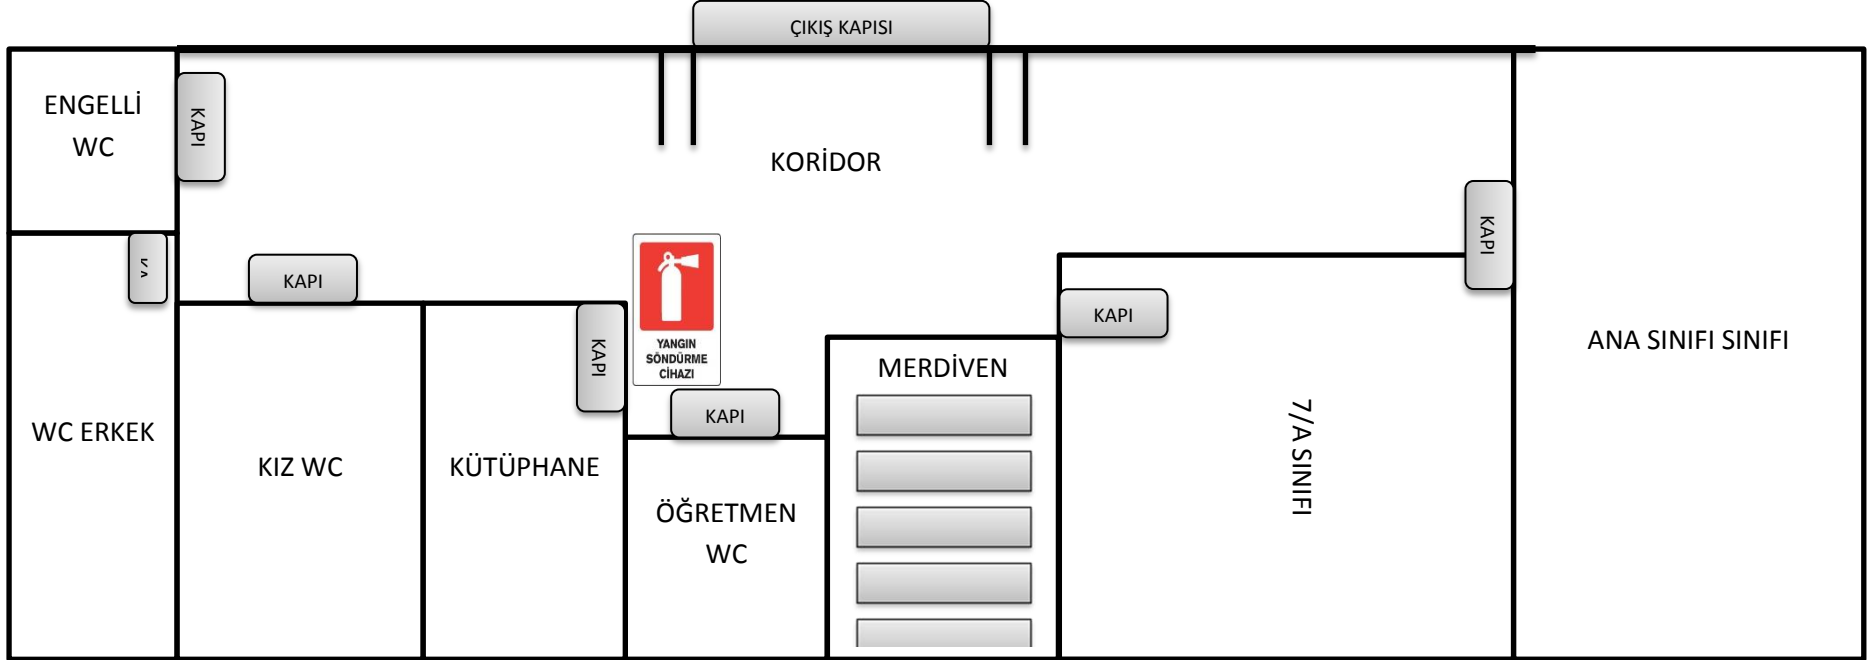 ÇIKIŞ KAPISI
ENGELLİ
WC
KAPI
KORİDOR
KAPI
KAPI
KAPI
KAPI
YANGIN
SÖNDÜRME
CİHAZI
KAPI
MERDİVEN
ANA SINIFI SINIFI
WC ERKEK
KIZ WC
KÜTÜPHANE
KAPI
ÖĞRETMEN
WC
7/A SINIFI